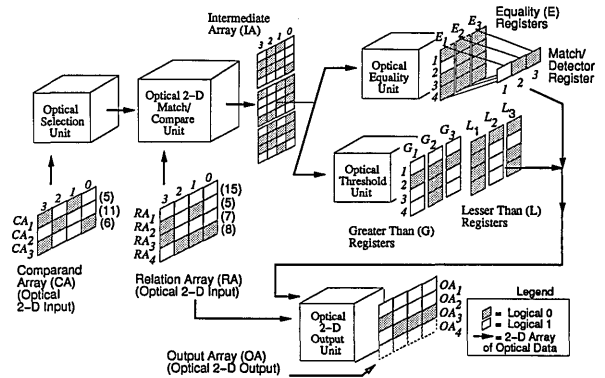 Intermediate
Array (IA)
3 2 1 0
Equality (E)
Registers
E1 E2 E3
1
2
3
4
Match/
Detector
Register
1 2 3
Optical
Selection
Unit
Optical 2-D
Match/
Compare
Unit
Optical
Equality
Unit
Optical
Threshold
Unit
G1 G2 G3
L1 L2 L3
1
2
3
4
Greater Than (G)
Registers
Lesser Than (L)
Registers
3 2 1 0
CA1 (5)
CA2 (11)
CA3 (6)
Comparand
Array (CA)
(Optical
2-D Input)
3 2 1 0
RA1 (15)
RA2 (5)
RA3 (7)
RA4 (8)
Relation Array (RA)
(Optical 2-D Input)
Optical
2-D
Output
Unit
OA1
OA2
OA3
OA4
Output Array (OA)
(Optical 2-D Output)
Legend
= Logical 0
= Logical 1
= 2-D Array
of Optical Data